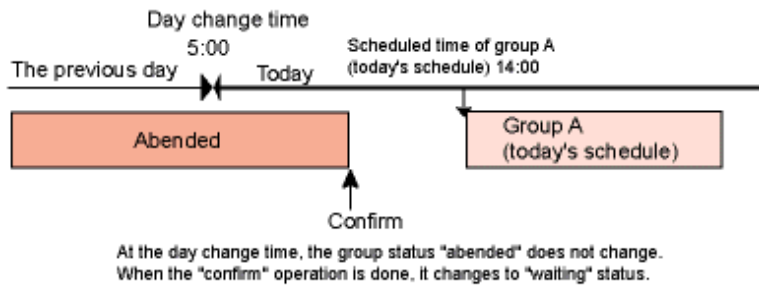 Day change time
5:00
Scheduled time of group A
(today's schedule) 14:00
The previous day
Today
Abended
Group A
(today's schedule)
Confirm
At the day change time, the group status "abended" does not change.
When the "confirm" operation is done, it changes to "waiting" status.